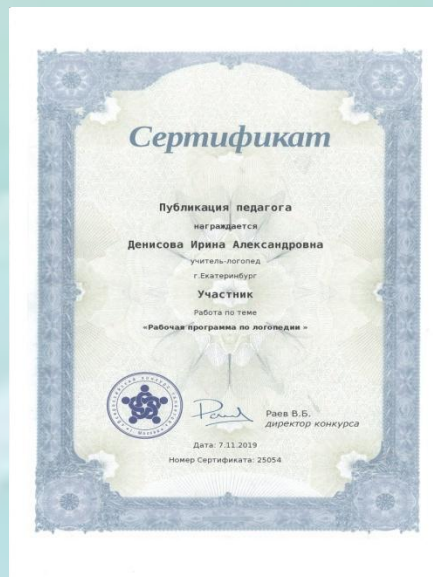 Сертификат
Публикация педагога
награждается
Денисова Ирина Александровна
учитель-логопед
г.Екатеринбург
Участник
Работа по теме
«Рабочая программа по логопедии »
Раев В.Б.
директор конкурса
Дата: 7.11.2019
Номер Сертификата: 25054